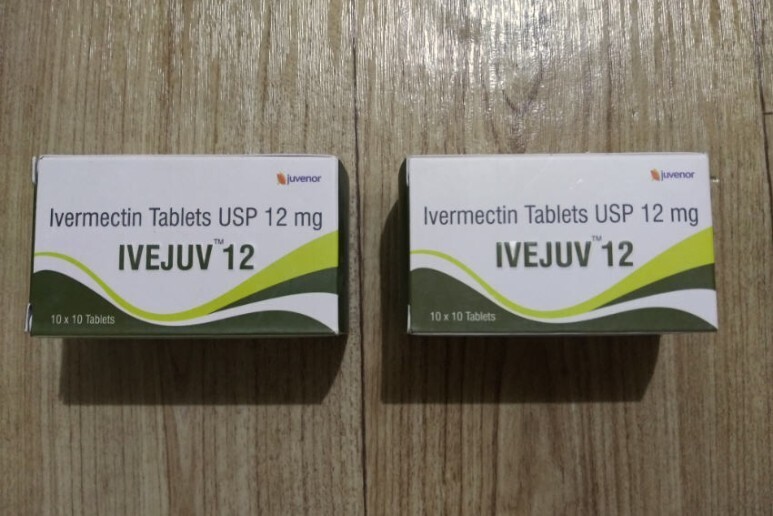 juvenor
Ivermectin Tablets USP 12 mg
IVEJUV™ 12
10 x 10 Tablets
juvenor
Ivermectin Tablets USP 12 mg
IVEJUV™ 12
10 x 10 Tablets